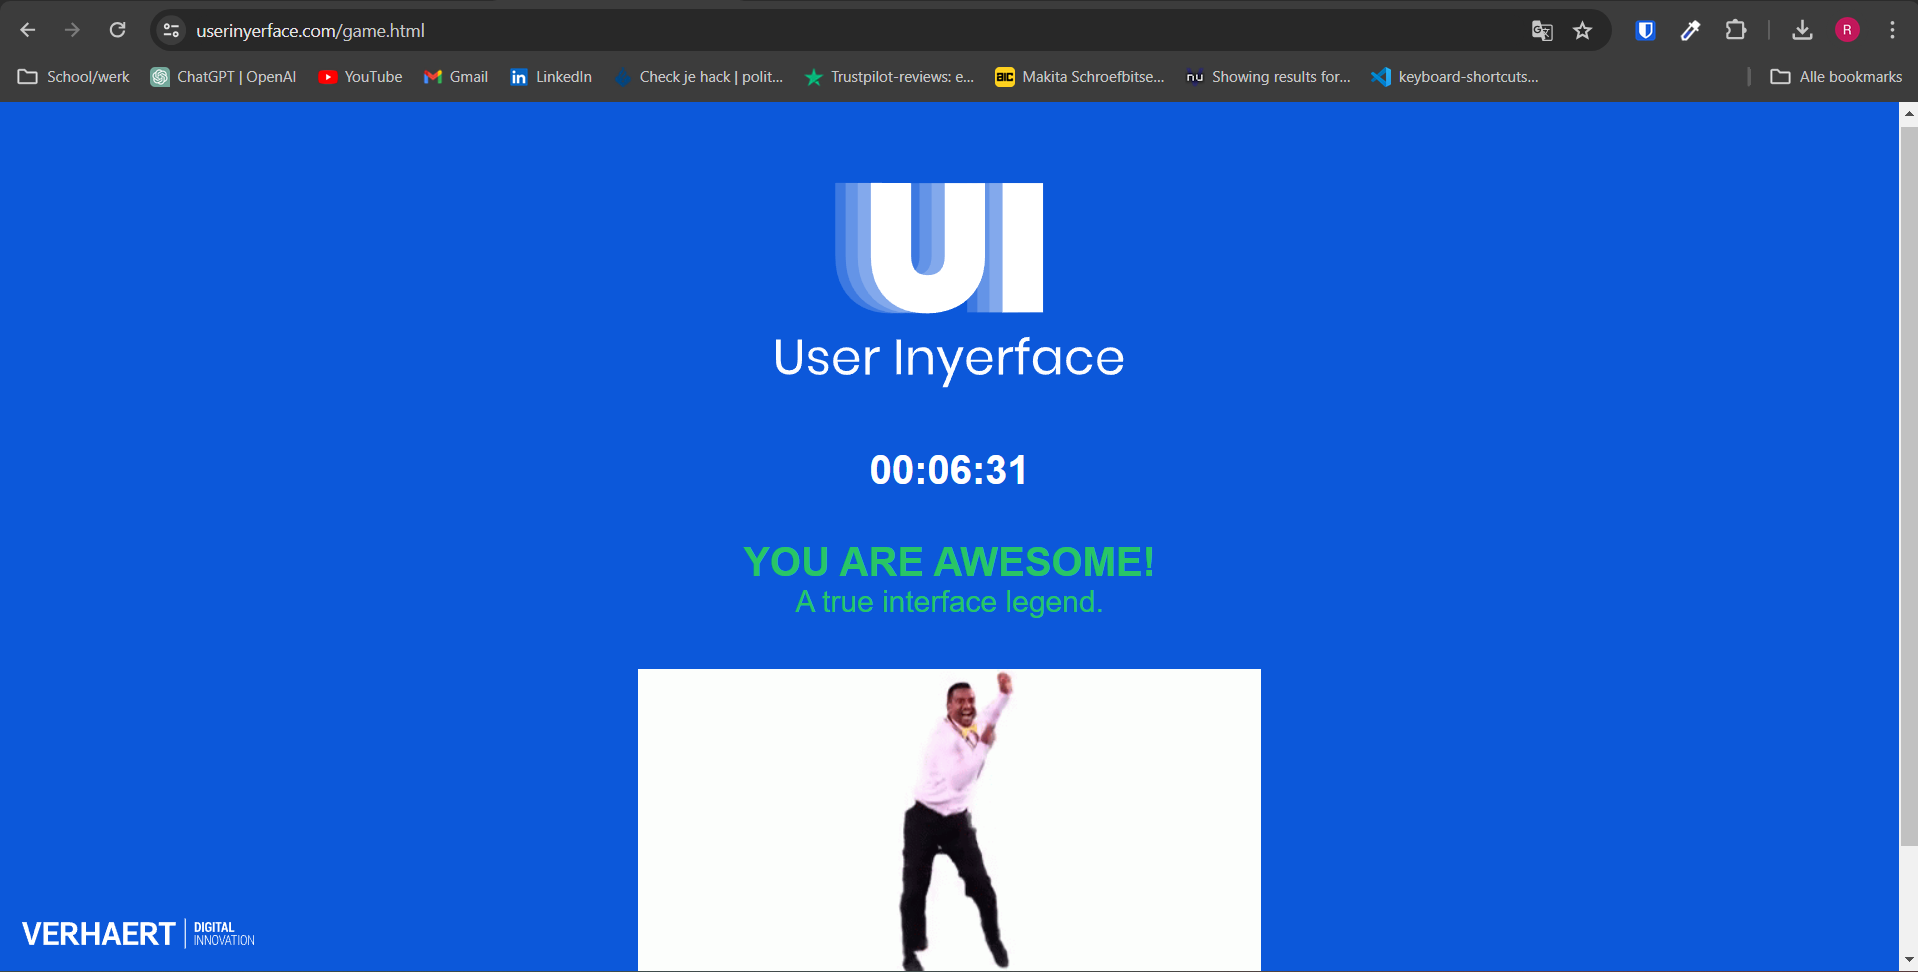 userinyerface.com/game.html
R
School/werk
ChatGPT | OpenAI
YouTube
Gmail
LinkedIn
Check je hack | polit...
Trustpilot-reviews: e...
Makita Schroefbitse...
Showing results for...
keyboard-shortcuts...
Alle bookmarks
UI
User Inyerface
00:06:31
YOU ARE AWESOME!
A true interface legend.
VERHAERT
DIGITAL
INNOVATION